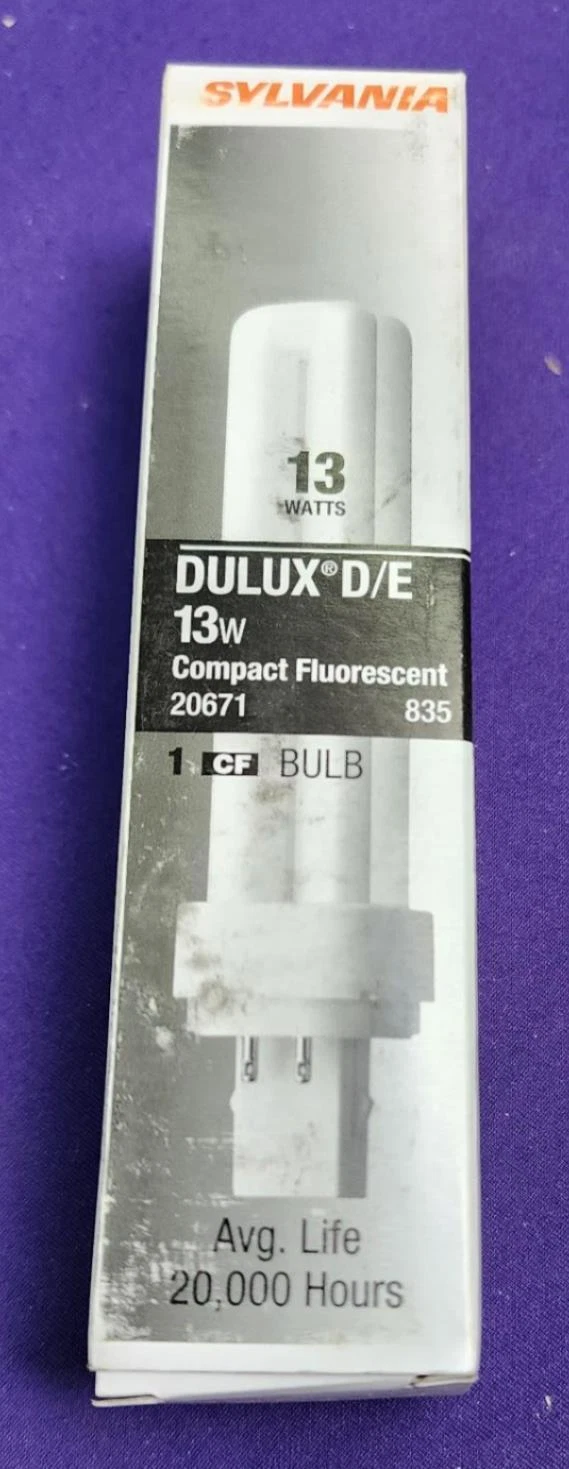 SYLVANIA
13
WATTS
DULUX® D/E
13W
Compact Fluorescent
20671 835
1 CF BULB
Avg. Life
20,000 Hours